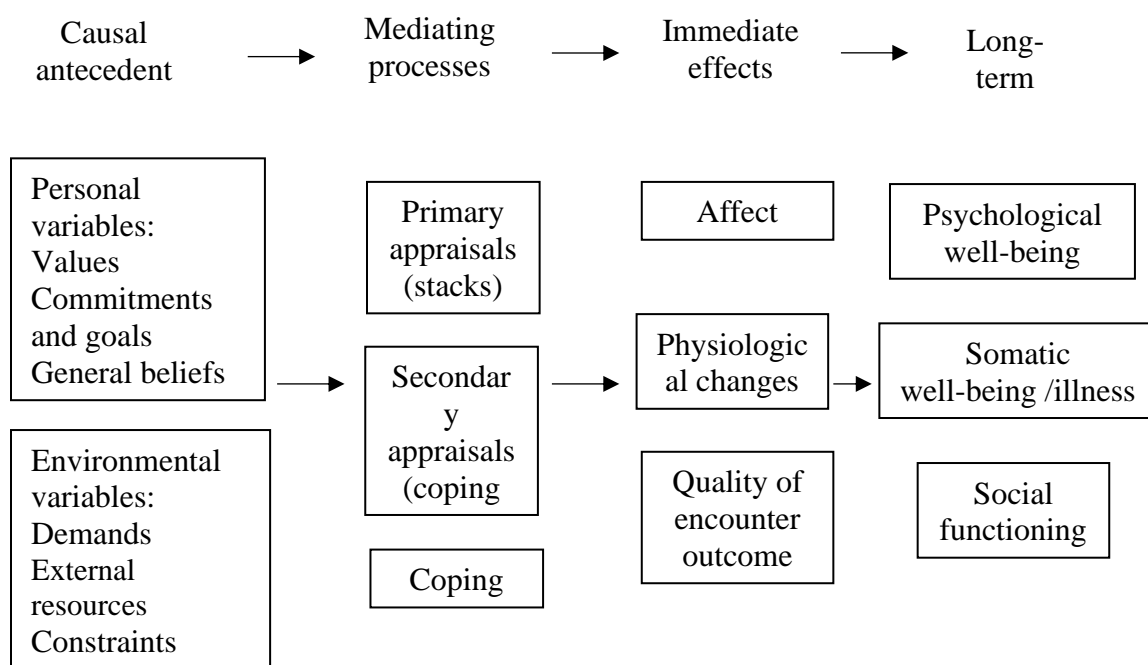 Causal
antecedent
Mediating
processes
Immediate
effects
Long-
term
Personal
variables:
Values
Commitments
and goals
General beliefs
Environmental
variables:
Demands
External
resources
Constraints
Primary
appraisals
(stacks)
Secondar
y
appraisals
(coping
Coping
Affect
Physiologic
al changes
Quality of
encounter
outcome
Psychological
well-being
Somatic
well-being /illness
Social
functioning